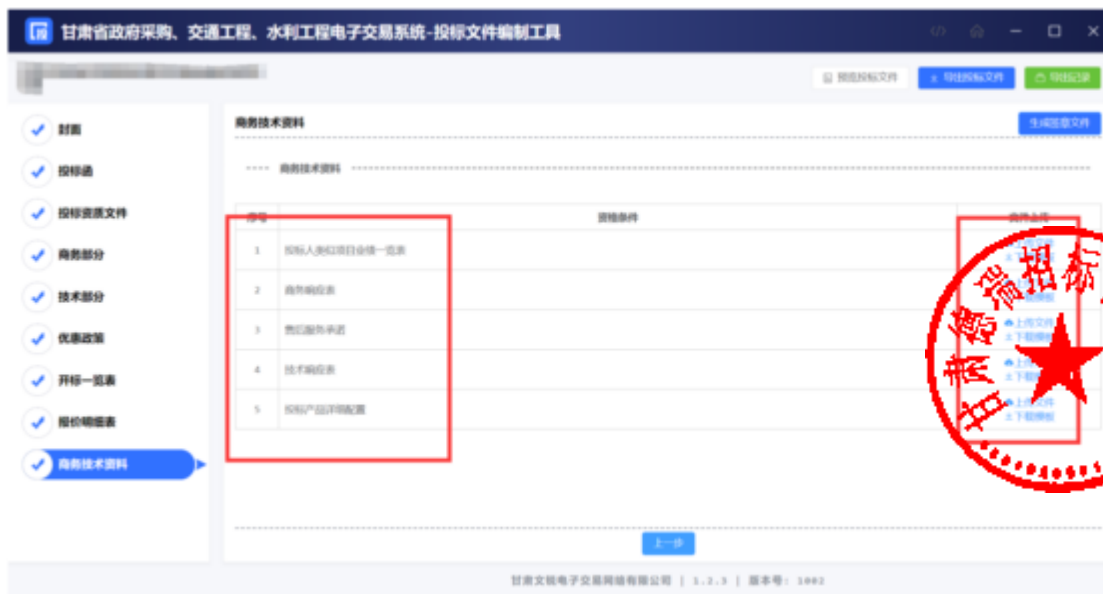 甘肃省政府采购、交通工程、水利工程电子交易系统-投标文件编制工具
预览投标文件 导出投标文件 导出记录
封面
投标函
投标资质文件
商务部分
技术部分
优惠政策
开标一览表
报价明细表
商务技术资料
商务技术资料 生成签章文件
商务技术资料
序号 资格条件 文件上传
1 投标人类似项目业绩一览表
2 商务响应表
3 售后服务承诺 上传文件
下载模板
4 技术响应表
5 投标产品详细配置 上传文件
下载模板
甘肃德瑞招标
上一步
甘肃文锐电子交易网络有限公司 | 1.2.3 | 版本号: 1002